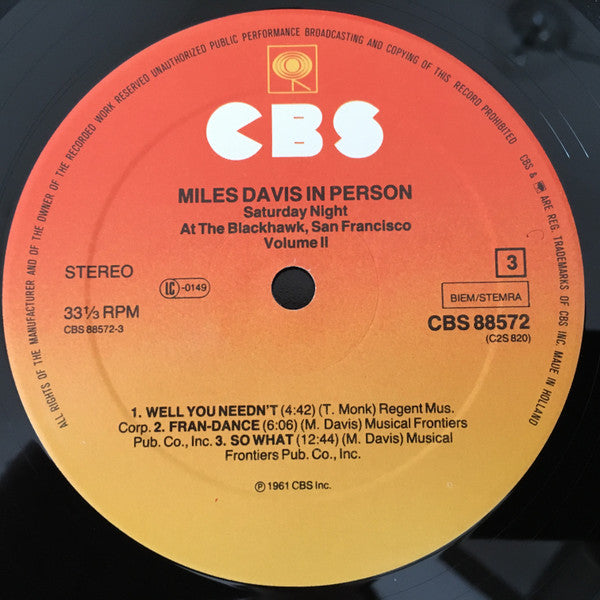 ALL RIGHTS OF THE MANUFACTURER AND OF THE OWNER OF THE RECORDED WORK RESERVED UNAUTHORIZED PUBLIC PERFORMANCE BROADCASTING AND COPYING OF THIS RECORD PROHIBITED
CBS & ARE REG. TRADEMARKS OF CBS INC. MADE IN HOLLAND
CBS
MILES DAVIS IN PERSON
Saturday Night
At The Blackhawk, San Francisco
Volume II
STEREO
LC -0149
3
33⅓ RPM
CBS 88572-3
BIEM/STEMRA
CBS 88572
(C2S 820)
1. WELL YOU NEEDN'T (4:42) (T. Monk) Regent Mus.
Corp. 2. FRAN-DANCE (6:06) (M. Davis) Musical Frontiers
Pub. Co., Inc. 3. SO WHAT (12:44) (M. Davis) Musical
Frontiers Pub. Co., Inc.
℗ 1961 CBS Inc.